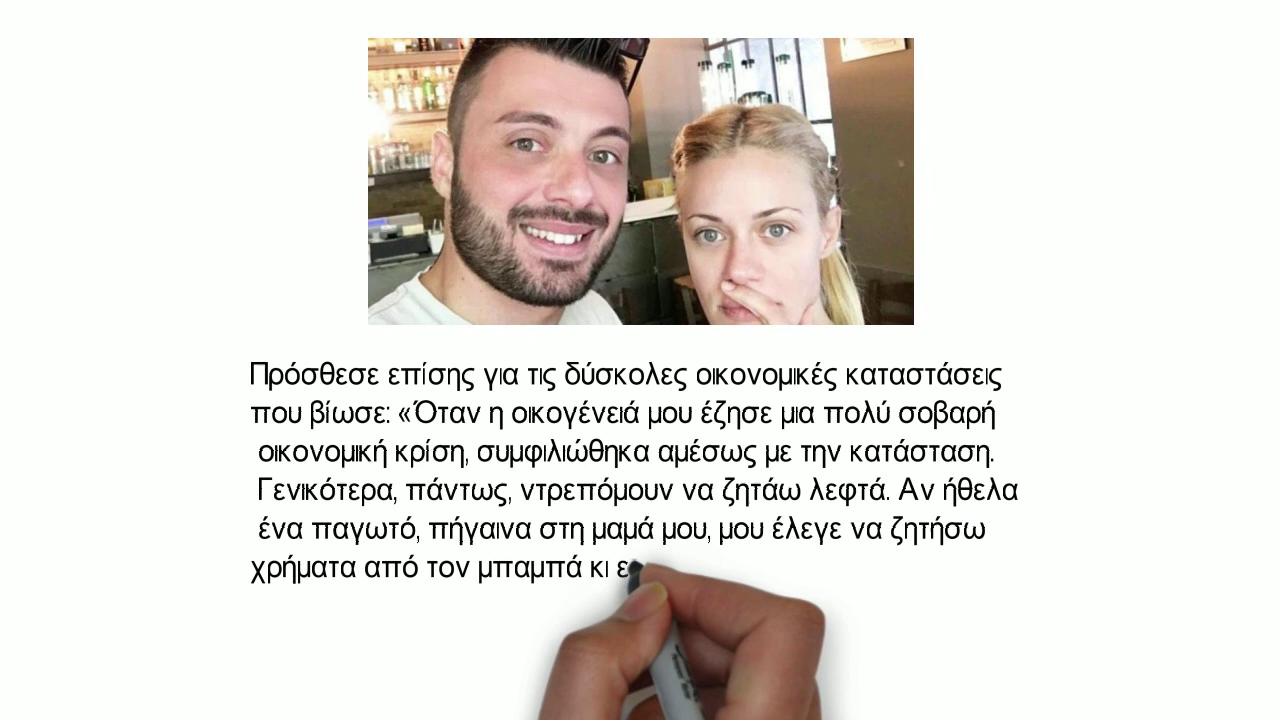 Πρόσθεσε επίσης για τις δύσκολες οικονομικές καταστάσεις
που βίωσε: «Όταν η οικογένειά μου έζησε μια πολύ σοβαρή
οικονομική κρίση, συμφιλιώθηκα αμέσως με την κατάσταση.
Γενικότερα, πάντως, ντρεπόμουν να ζητάω λεφτά. Αν ήθελα
ένα παγωτό, πήγαινα στη μαμά μου, μου έλεγε να ζητήσω
χρήματα από τον μπαμπά κι